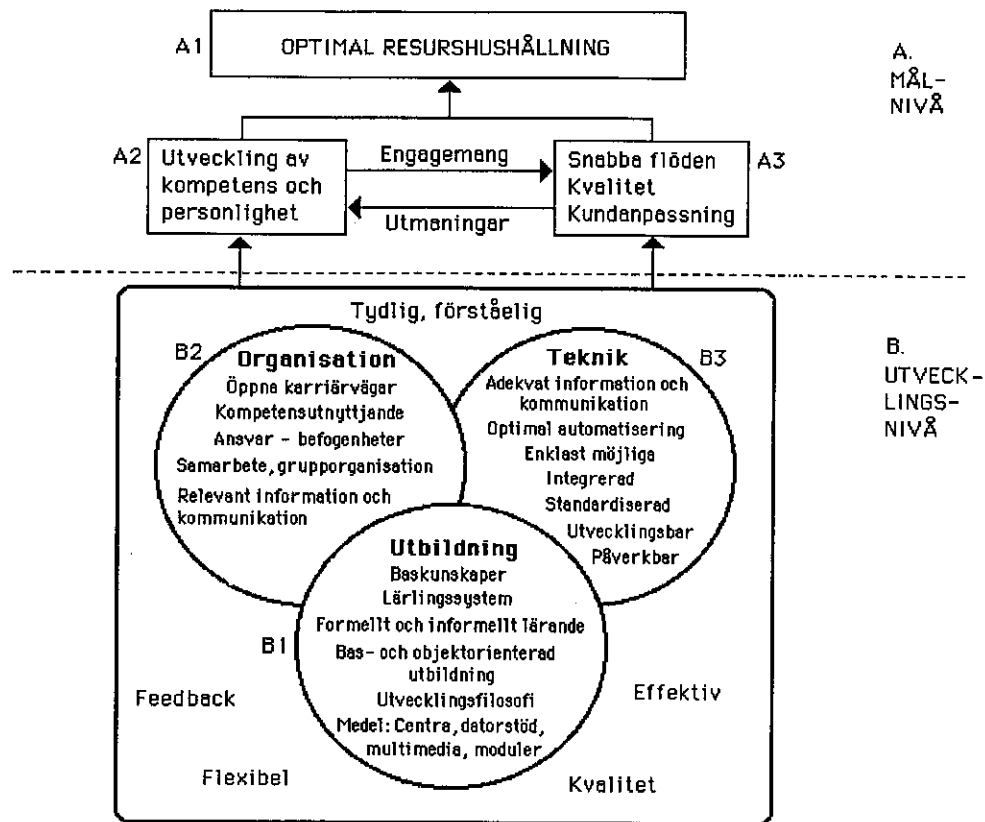 A1
OPTIMAL RESURSHUSHÅLLNING
A.
MÅL-
NIVÅ
A2
Utveckling av
kompetens och
personlighet
Engagemang
Utmaningar
Snabba flöden
Kvalitet
Kundanpassning
A3
Tydlig, förståelig
B2
Organisation
Öppna karriärvägar
Kompetensutnyttjande
Ansvar - befogenheter
Samarbete, grupporganisation
Relevant information och
kommunikation
Teknik
B3
Adekvat information och
kommunikation
Optimal automatisering
Enklast möjliga
Integrerad
Standardiserad
Utvecklingsbar
Påverkbar
B.
UTVECK-
LINGS-
NIVÅ
B1
Utbildning
Baskunskaper
Lärlingssystem
Formellt och informellt lärande
Bas- och objektorienterad
utbildning
Utvecklingsfilosofi
Medel: Centra, datorstöd,
multimedia, moduler
Feedback
Effektiv
Flexibel
Kvalitet